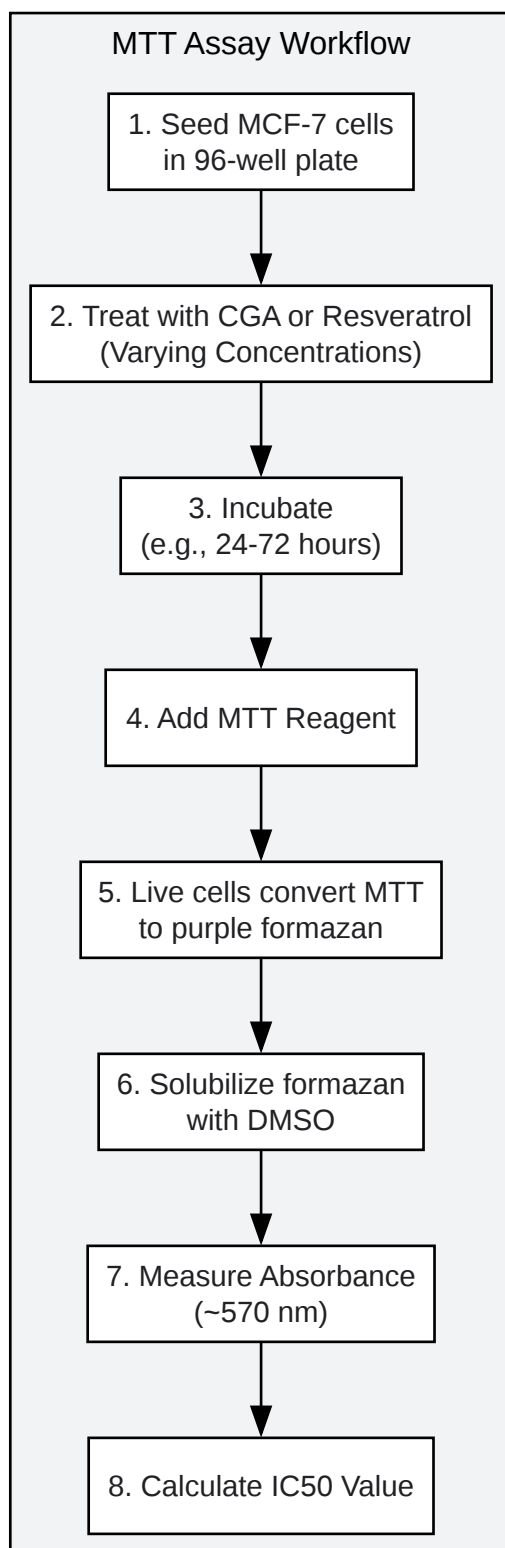 MTT Assay Workflow
1. Seed MCF-7 cells
in 96-well plate
2. Treat with CGA or Resveratrol
(Varying Concentrations)
3. Incubate
(e.g., 24-72 hours)
4. Add MTT Reagent
5. Live cells convert MTT
to purple formazan
6. Solubilize formazan
with DMSO
7. Measure Absorbance
(~570 nm)
8. Calculate IC50 Value